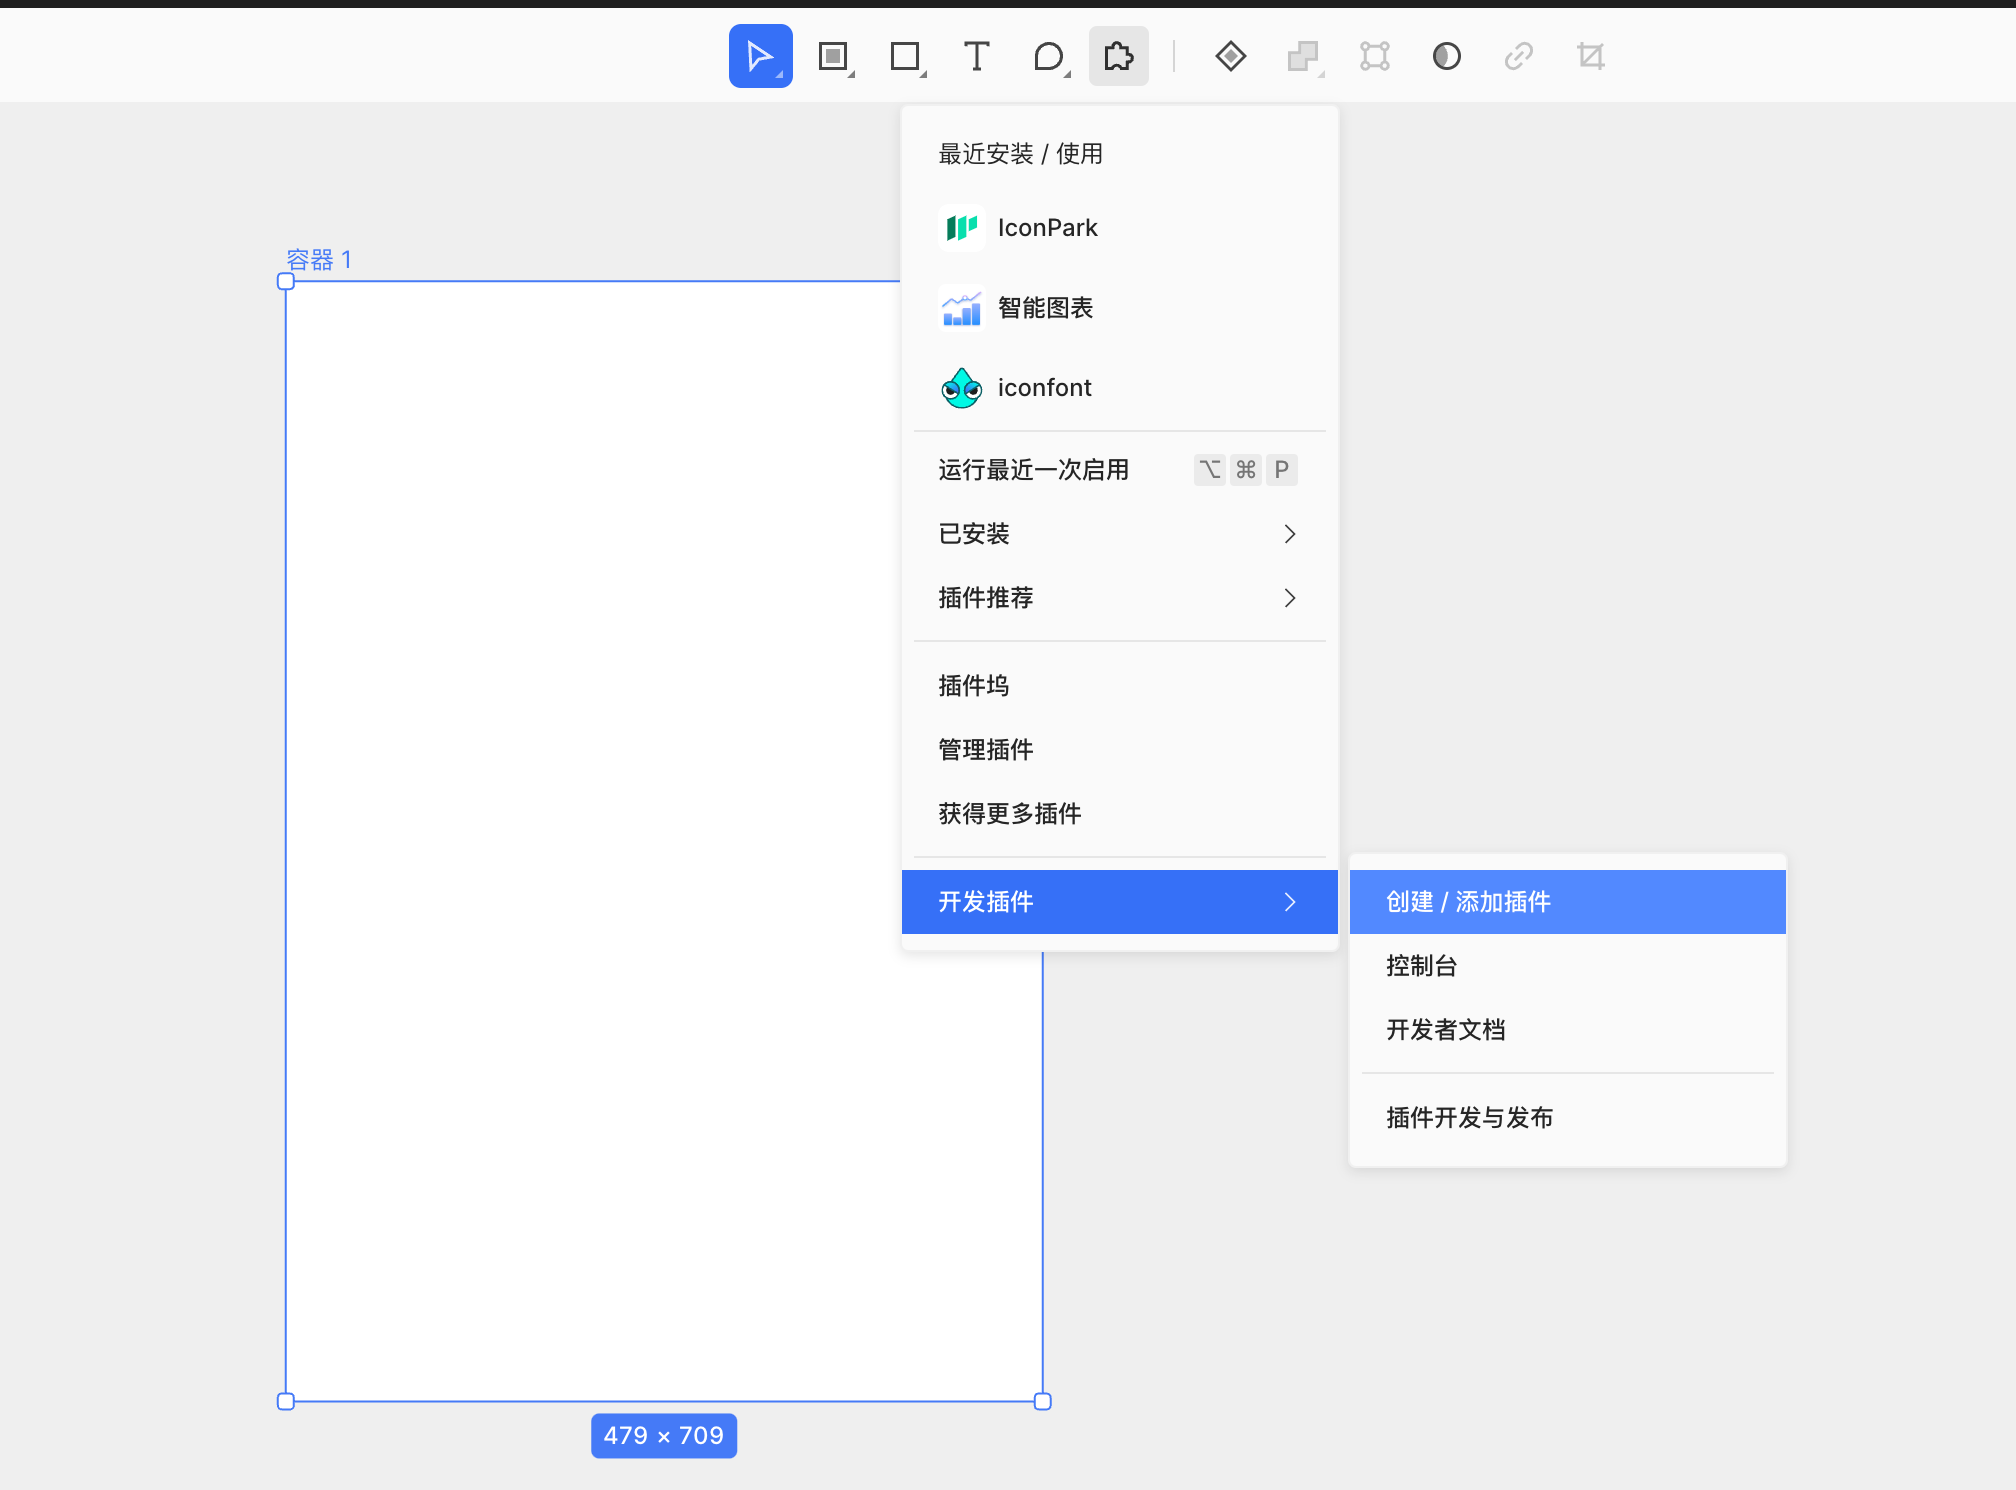 最近安装 / 使用
IconPark
智能图表
iconfont
运行最近一次启用 ⌥ ⌘ P
已安装
插件推荐
插件坞
管理插件
获得更多插件
开发插件
创建 / 添加插件
控制台
开发者文档
插件开发与发布
容器 1
479 × 709